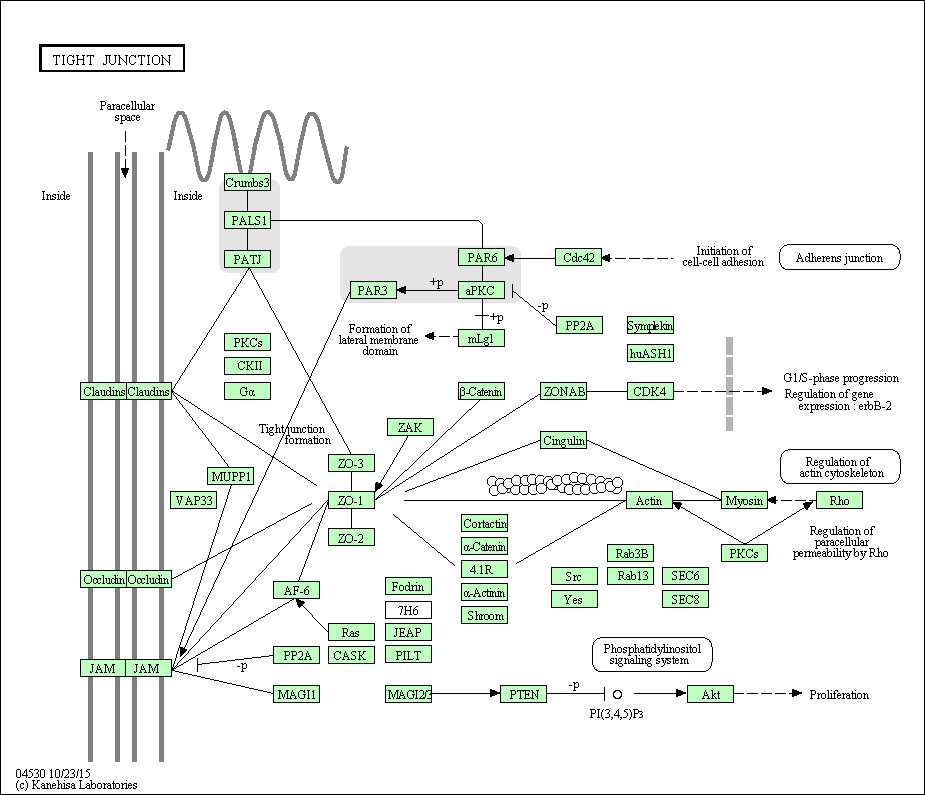 TIGHT JUNCTION
Paracellular
space
Inside
Inside
Crumbs3
PALS1
PATJ
PAR6
Cdc42
Initiation of
cell-cell adhesion
Adherens junction
PAR3
+p
aPKC
-p
+p
PP2A
Symplekin
Formation of
lateral membrane
domain
mLgl
PKCs
huASH1
CKII
Claudins
Claudins
Gα
β-Catenin
ZONAB
CDK4
G1/S-phase progression
Regulation of gene
expression : erbB-2
Tight junction
formation
ZAK
Cingulin
ZO-3
MUPP1
Regulation of
actin cytoskeleton
VAP33
ZO-1
Actin
Myosin
Rho
ZO-2
Cortactin
α-Catenin
4.1R
α-Actinin
Shroom
Rab3B
PKCs
Regulation of
paracellular
permeability by Rho
Occludin
Occludin
AF-6
Fodrin
Src
Rab13
SEC6
7H6
Yes
SEC8
Ras
JEAP
PP2A
CASK
PILT
-p
JAM
JAM
Phosphatidylinositol
signaling system
MAGI1
MAGI2/3
PTEN
-p
Akt
Proliferation
PI(3,4,5)P3
04530 10/23/15
(c) Kanehisa Laboratories